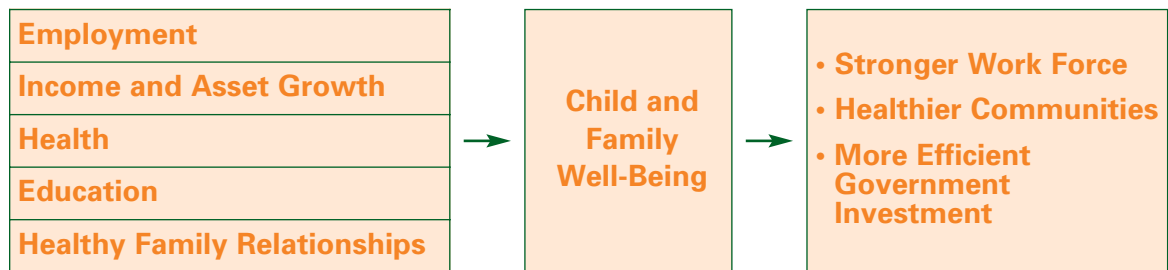 Employment
Income and Asset Growth
Health
Education
Healthy Family Relationships
Child and
Family
Well-Being
• Stronger Work Force
• Healthier Communities
• More Efficient
Government
Investment